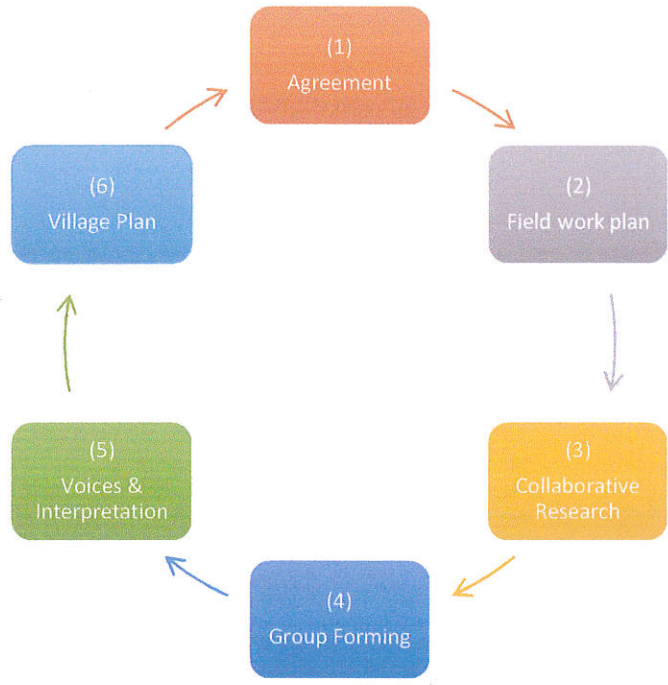 (1)
Agreement
(2)
Field work plan
(3)
Collaborative
Research
(4)
Group Forming
(5)
Voices &
Interpretation
(6)
Village Plan